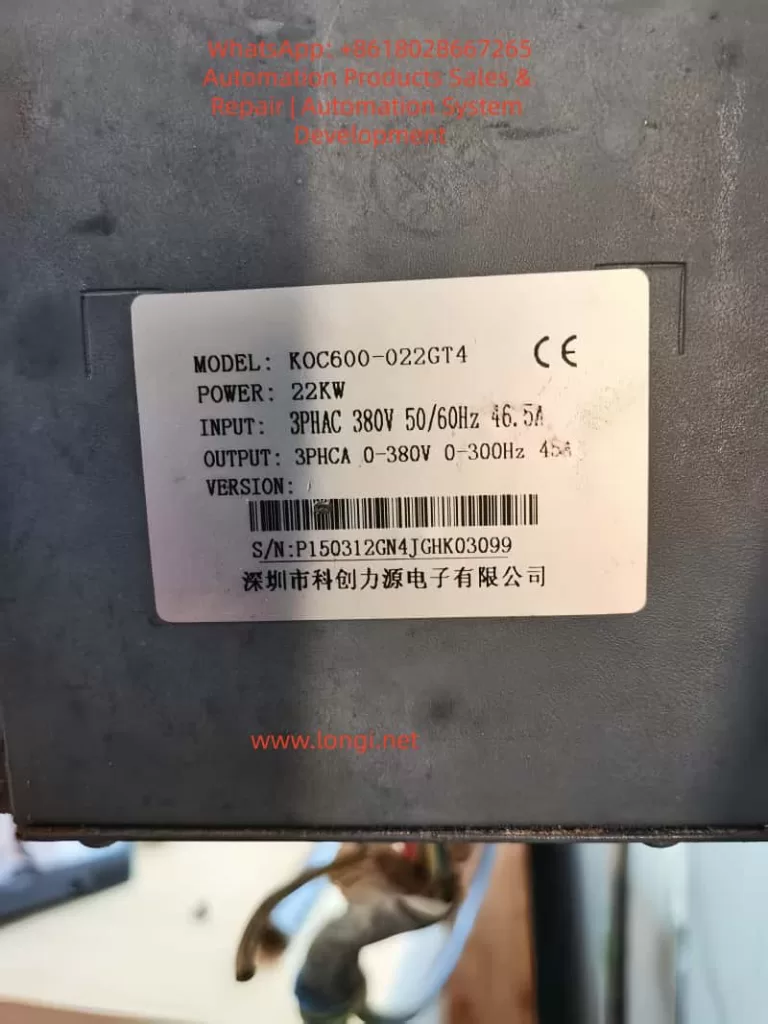 WhatsApp: +8618028667265
Automation Products Sales &
Repair | Automation System
Development
MODEL: KOC600-022GT4 CE
POWER: 22KW
INPUT: 3PHAC 380V 50/60Hz 46.5A
OUTPUT: 3PHCA 0-380V 0-300Hz 45A
VERSION:
S/N:P150312GN4JGHK03099
深圳市科创力源电子有限公司
www.longi.net